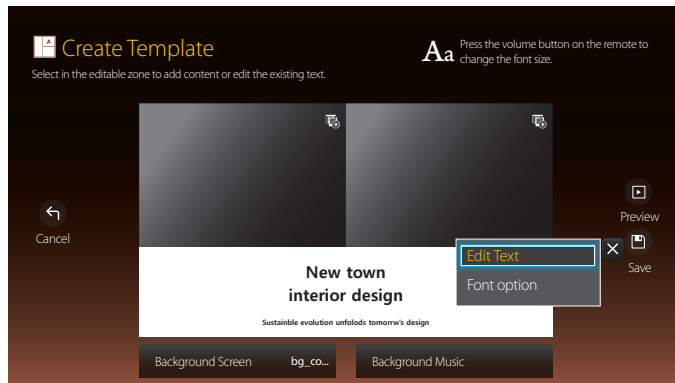 Create Template
Select in the editable zone to add content or edit the existing text.
Aa
Press the volume button on the remote to
change the font size.
Cancel
Preview
Save
Edit Text
Font option
New town
interior design
Sustainble evolution unfolods tomorrw's design
Background Screen bg_co...
Background Music